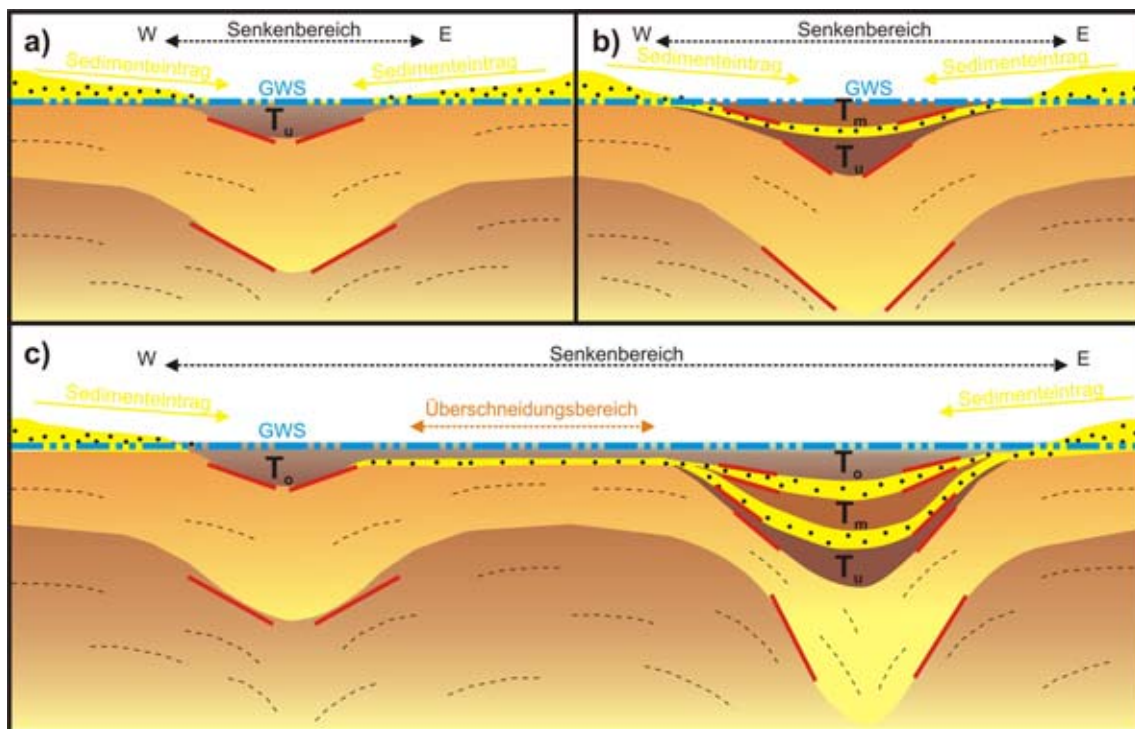 a)
W
Senkenbereich
E
Sedimenteintrag
Sedimenteintrag
GWS
Tu
b)
W
Senkenbereich
E
Sedimenteintrag
Sedimenteintrag
GWS
Tm
Tu
c)
W
Senkenbereich
E
Sedimenteintrag
Sedimenteintrag
Überschneidungsbereich
GWS
To
To
Tm
Tu